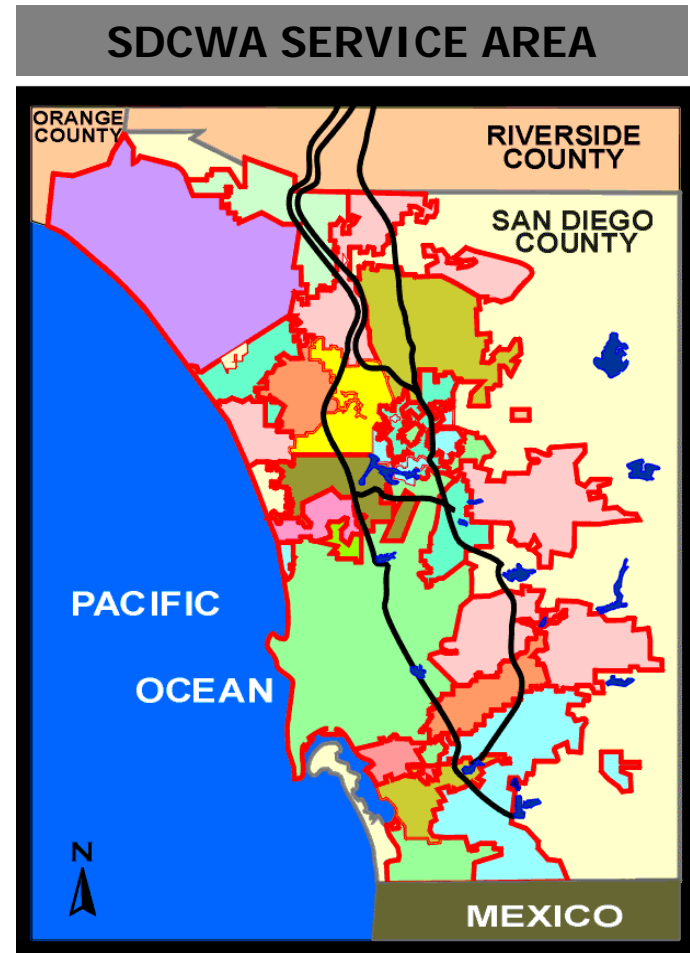 SDCWA SERVICE AREA
ORANGE
COUNTY
RIVERSIDE
COUNTY
SAN DIEGO
COUNTY
PACIFIC
OCEAN
N
MEXICO